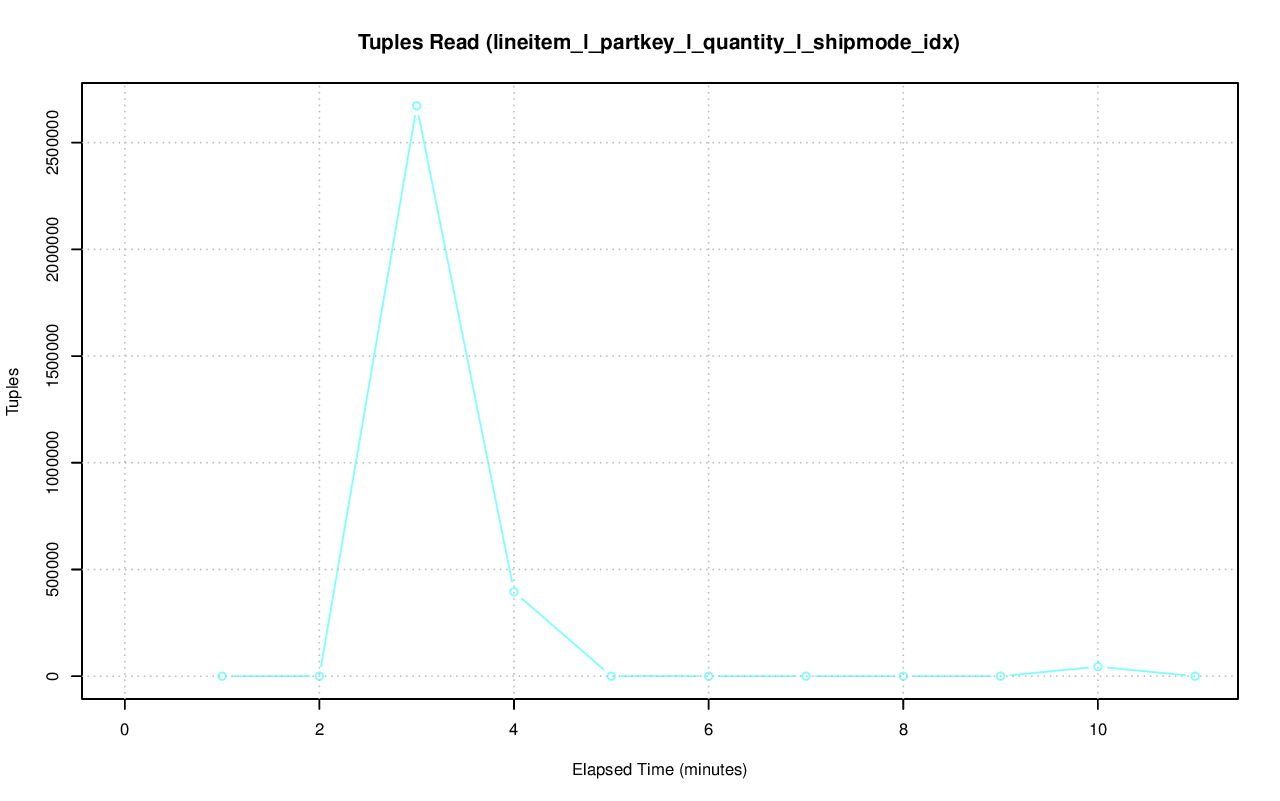 Tuples Read (lineitem_l_partkey_l_quantity_l_shipmode_idx)
2500000
2000000
1500000
1000000
500000
0
Tuples
0 2 4 6 8 10
Elapsed Time (minutes)